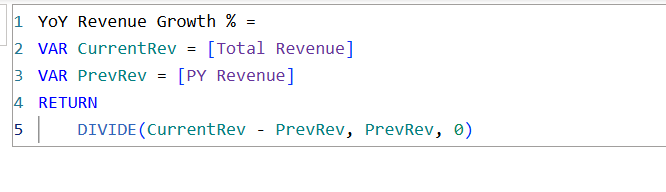 1 YoY Revenue Growth % =
2 VAR CurrentRev = [Total Revenue]
3 VAR PrevRev = [PY Revenue]
4 RETURN
5     DIVIDE(CurrentRev - PrevRev, PrevRev, 0)